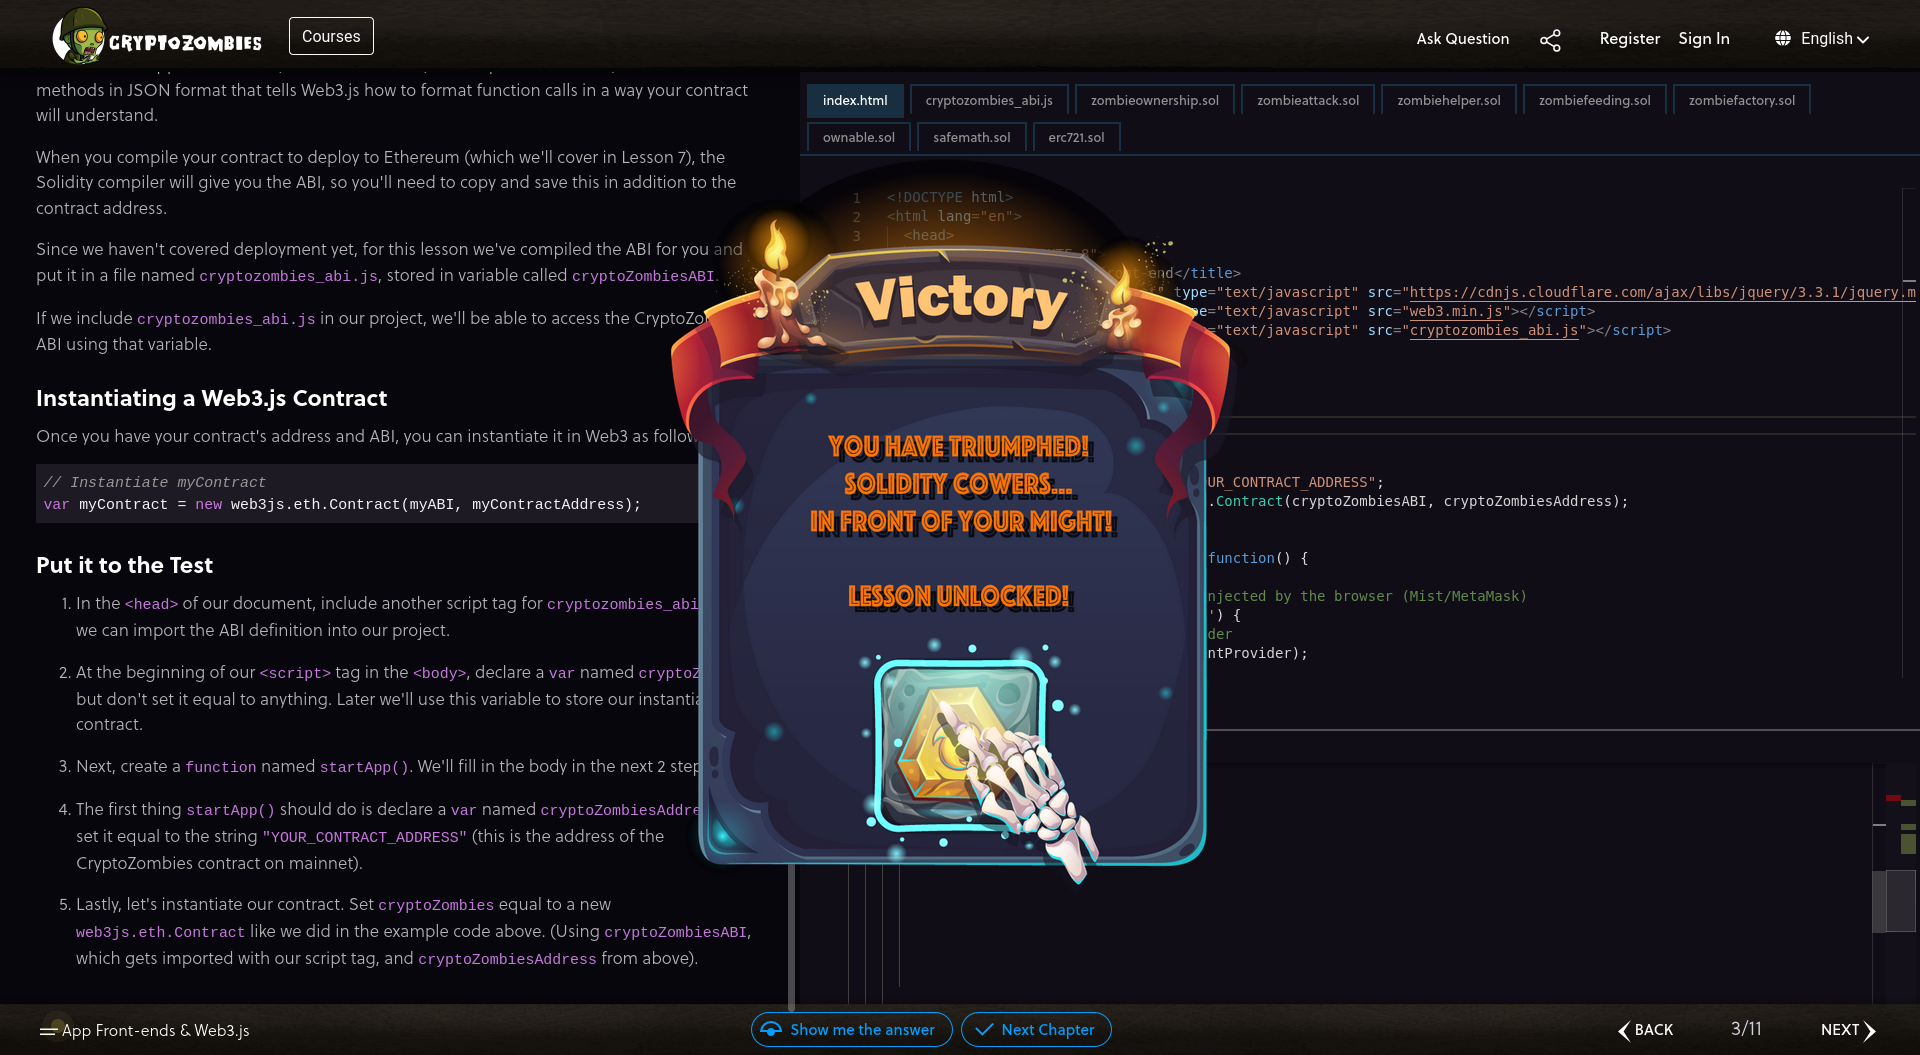 CRYPTOZOMBIES
Courses
Ask Question
Register
Sign In
English
methods in JSON format that tells Web3.js how to format function calls in a way your contract
will understand.
When you compile your contract to deploy to Ethereum (which we'll cover in Lesson 7), the
Solidity compiler will give you the ABI, so you'll need to copy and save this in addition to the
contract address.
Since we haven't covered deployment yet, for this lesson we've compiled the ABI for you and
put it in a file named cryptozombies_abi.js, stored in variable called cryptoZombiesABI.
If we include cryptozombies_abi.js in our project, we'll be able to access the CryptoZo
ABI using that variable.
Instantiating a Web3.js Contract
Once you have your contract's address and ABI, you can instantiate it in Web3 as follow
// Instantiate myContract
var myContract = new web3js.eth.Contract(myABI, myContractAddress);
Put it to the Test
1. In the <head> of our document, include another script tag for cryptozombies_abi
we can import the ABI definition into our project.
2. At the beginning of our <script> tag in the <body>, declare a var named cryptoZ
but don't set it equal to anything. Later we'll use this variable to store our instantia
contract.
3. Next, create a function named startApp(). We'll fill in the body in the next 2 step
4. The first thing startApp() should do is declare a var named cryptoZombiesAddre
set it equal to the string "YOUR_CONTRACT_ADDRESS" (this is the address of the
CryptoZombies contract on mainnet).
5. Lastly, let's instantiate our contract. Set cryptoZombies equal to a new
web3js.eth.Contract like we did in the example code above. (Using cryptoZombiesABI,
which gets imported with our script tag, and cryptoZombiesAddress from above).
index.html
cryptozombies_abi.js
zombieownership.sol
zombieattack.sol
zombiehelper.sol
zombiefeeding.sol
zombiefactory.sol
ownable.sol
safemath.sol
erc721.sol
1 <!DOCTYPE html>
2 <html lang="en">
3 <head>
-end</title>
type="text/javascript" src="https://cdnjs.cloudflare.com/ajax/libs/jquery/3.3.1/jquery.m
pe="text/javascript" src="web3.min.js"></script>
="text/javascript" src="cryptozombies_abi.js"></script>
UR_CONTRACT_ADDRESS";
.Contract(cryptoZombiesABI, cryptoZombiesAddress);
function() {
njected by the browser (Mist/MetaMask)
') {
der
ntProvider);
Victory
YOU HAVE TRIUMPHED!
SOLIDITY COWERS...
IN FRONT OF YOUR MIGHT!
LESSON UNLOCKED!
App Front-ends & Web3.js
Show me the answer
Next Chapter
BACK
3/11
NEXT